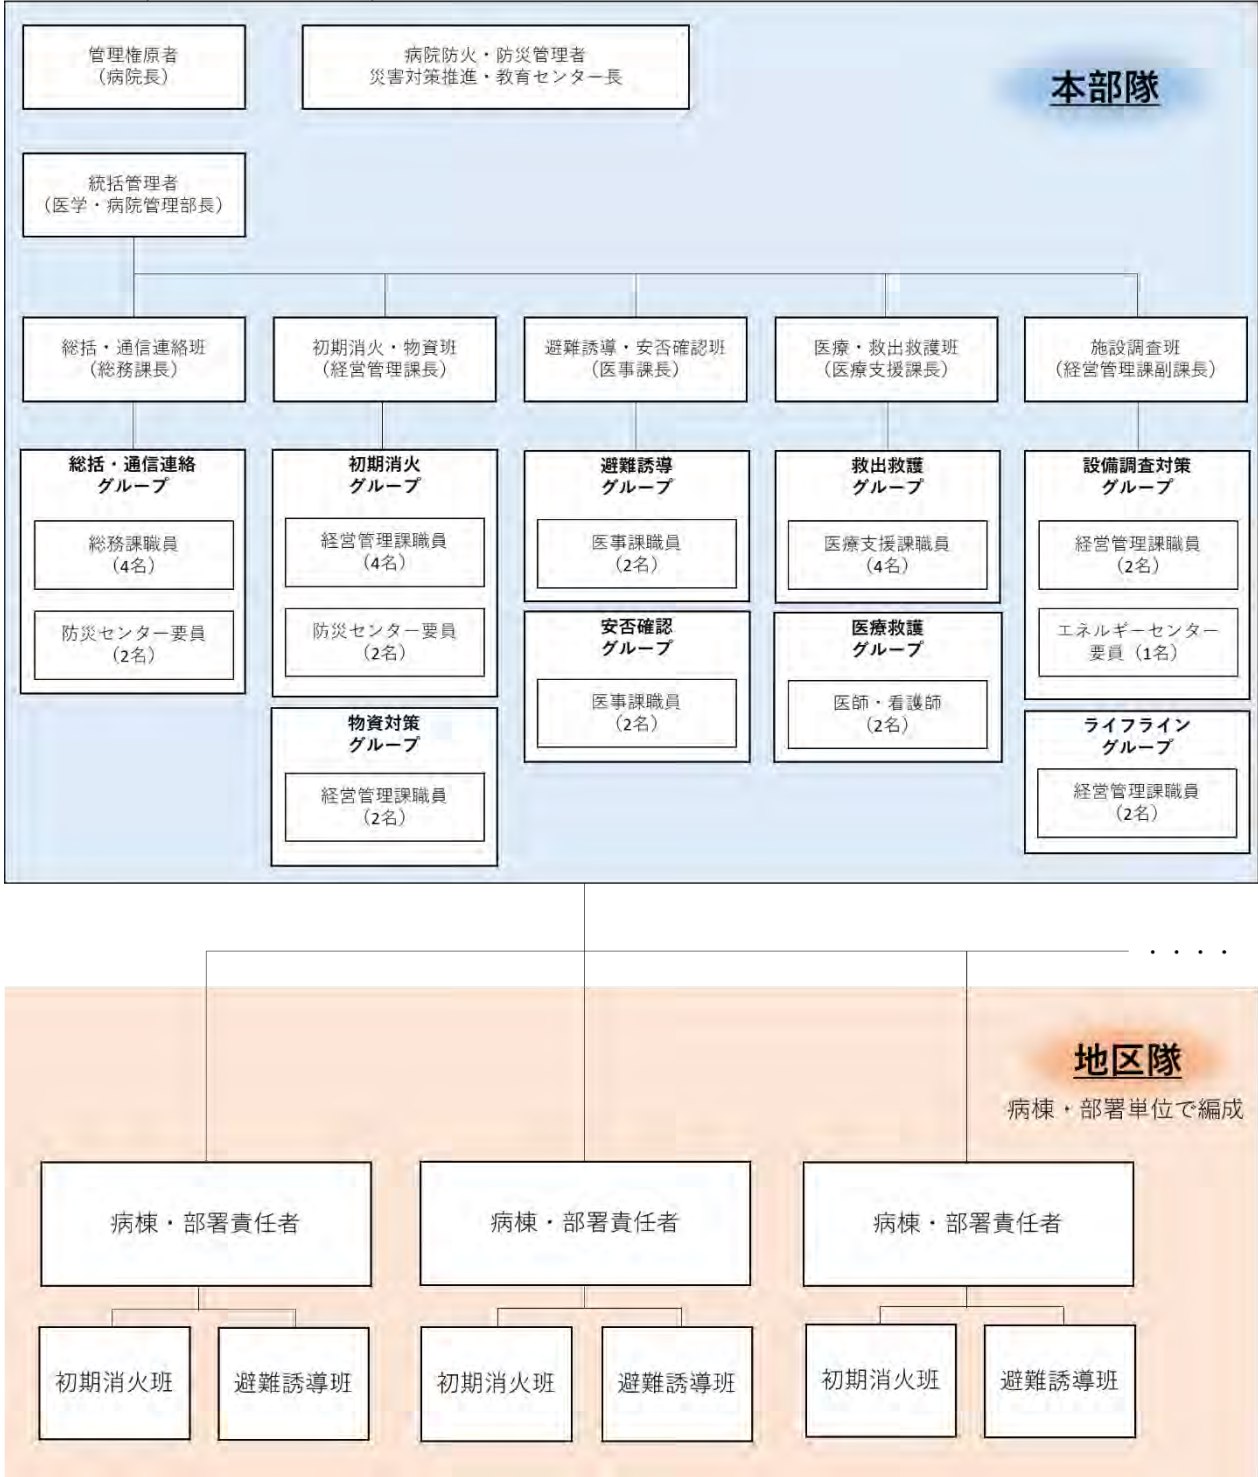 管理権原者
（病院長）
病院防火・防災管理者
災害対策推進・教育センター長
本部隊
統括管理者
（医学・病院管理部長）
総括・通信連絡班
（総務課長）
初期消火・物資班
（経営管理課長）
避難誘導・安否確認班
（医事課長）
医療・救出救護班
（医療支援課長）
施設調査班
（経営管理課副課長）
総括・通信連絡
グループ
総務課職員
（4名）
防災センター要員
（2名）
初期消火
グループ
経営管理課職員
（4名）
防災センター要員
（2名）
物資対策
グループ
経営管理課職員
（2名）
避難誘導
グループ
医事課職員
（2名）
安否確認
グループ
医事課職員
（2名）
救出救護
グループ
医療支援課職員
（4名）
医療救護
グループ
医師・看護師
（2名）
設備調査対策
グループ
経営管理課職員
（2名）
エネルギーセンター
要員（1名）
ライフライン
グループ
経営管理課職員
（2名）
・・・・
地区隊
病棟・部署単位で編成
病棟・部署責任者
病棟・部署責任者
病棟・部署責任者
初期消火班
避難誘導班
初期消火班
避難誘導班
初期消火班
避難誘導班